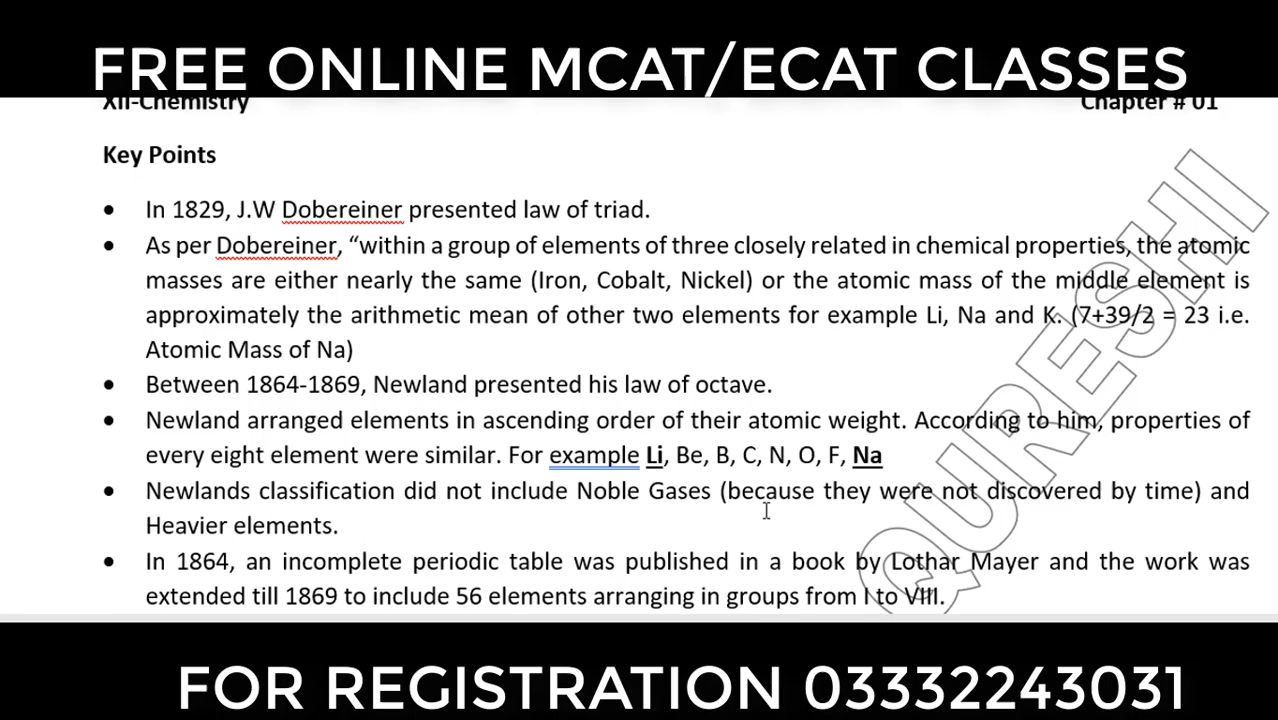 FREE ONLINE MCAT/ECAT CLASSES
XII-Chemistry Chapter # 01
Key Points
• In 1829, J.W Dobereiner presented law of triad.
• As per Dobereiner, “within a group of elements of three closely related in chemical properties, the atomic
masses are either nearly the same (Iron, Cobalt, Nickel) or the atomic mass of the middle element is
approximately the arithmetic mean of other two elements for example Li, Na and K. (7+39/2 = 23 i.e.
Atomic Mass of Na)
• Between 1864-1869, Newland presented his law of octave.
• Newland arranged elements in ascending order of their atomic weight. According to him, properties of
every eight element were similar. For example Li, Be, B, C, N, O, F, Na
• Newlands classification did not include Noble Gases (because they were not discovered by time) and
Heavier elements.
• In 1864, an incomplete periodic table was published in a book by Lothar Mayer and the work was
extended till 1869 to include 56 elements arranging in groups from I to VIII.
QURESHI
FOR REGISTRATION 03332243031